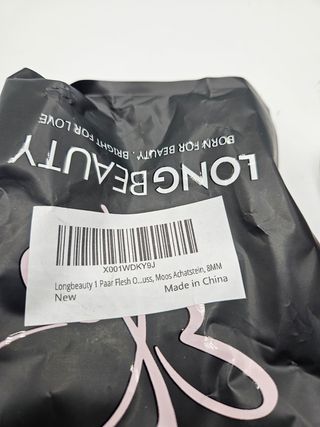 LONGBEAUTY
BORN FOR BEAUTY . BRIGHT FOR LOVE
X001WDKY9J
Longbeauty 1 Paar Flesh O...uss, Moos Achatstein, 8MM
New
Made in China